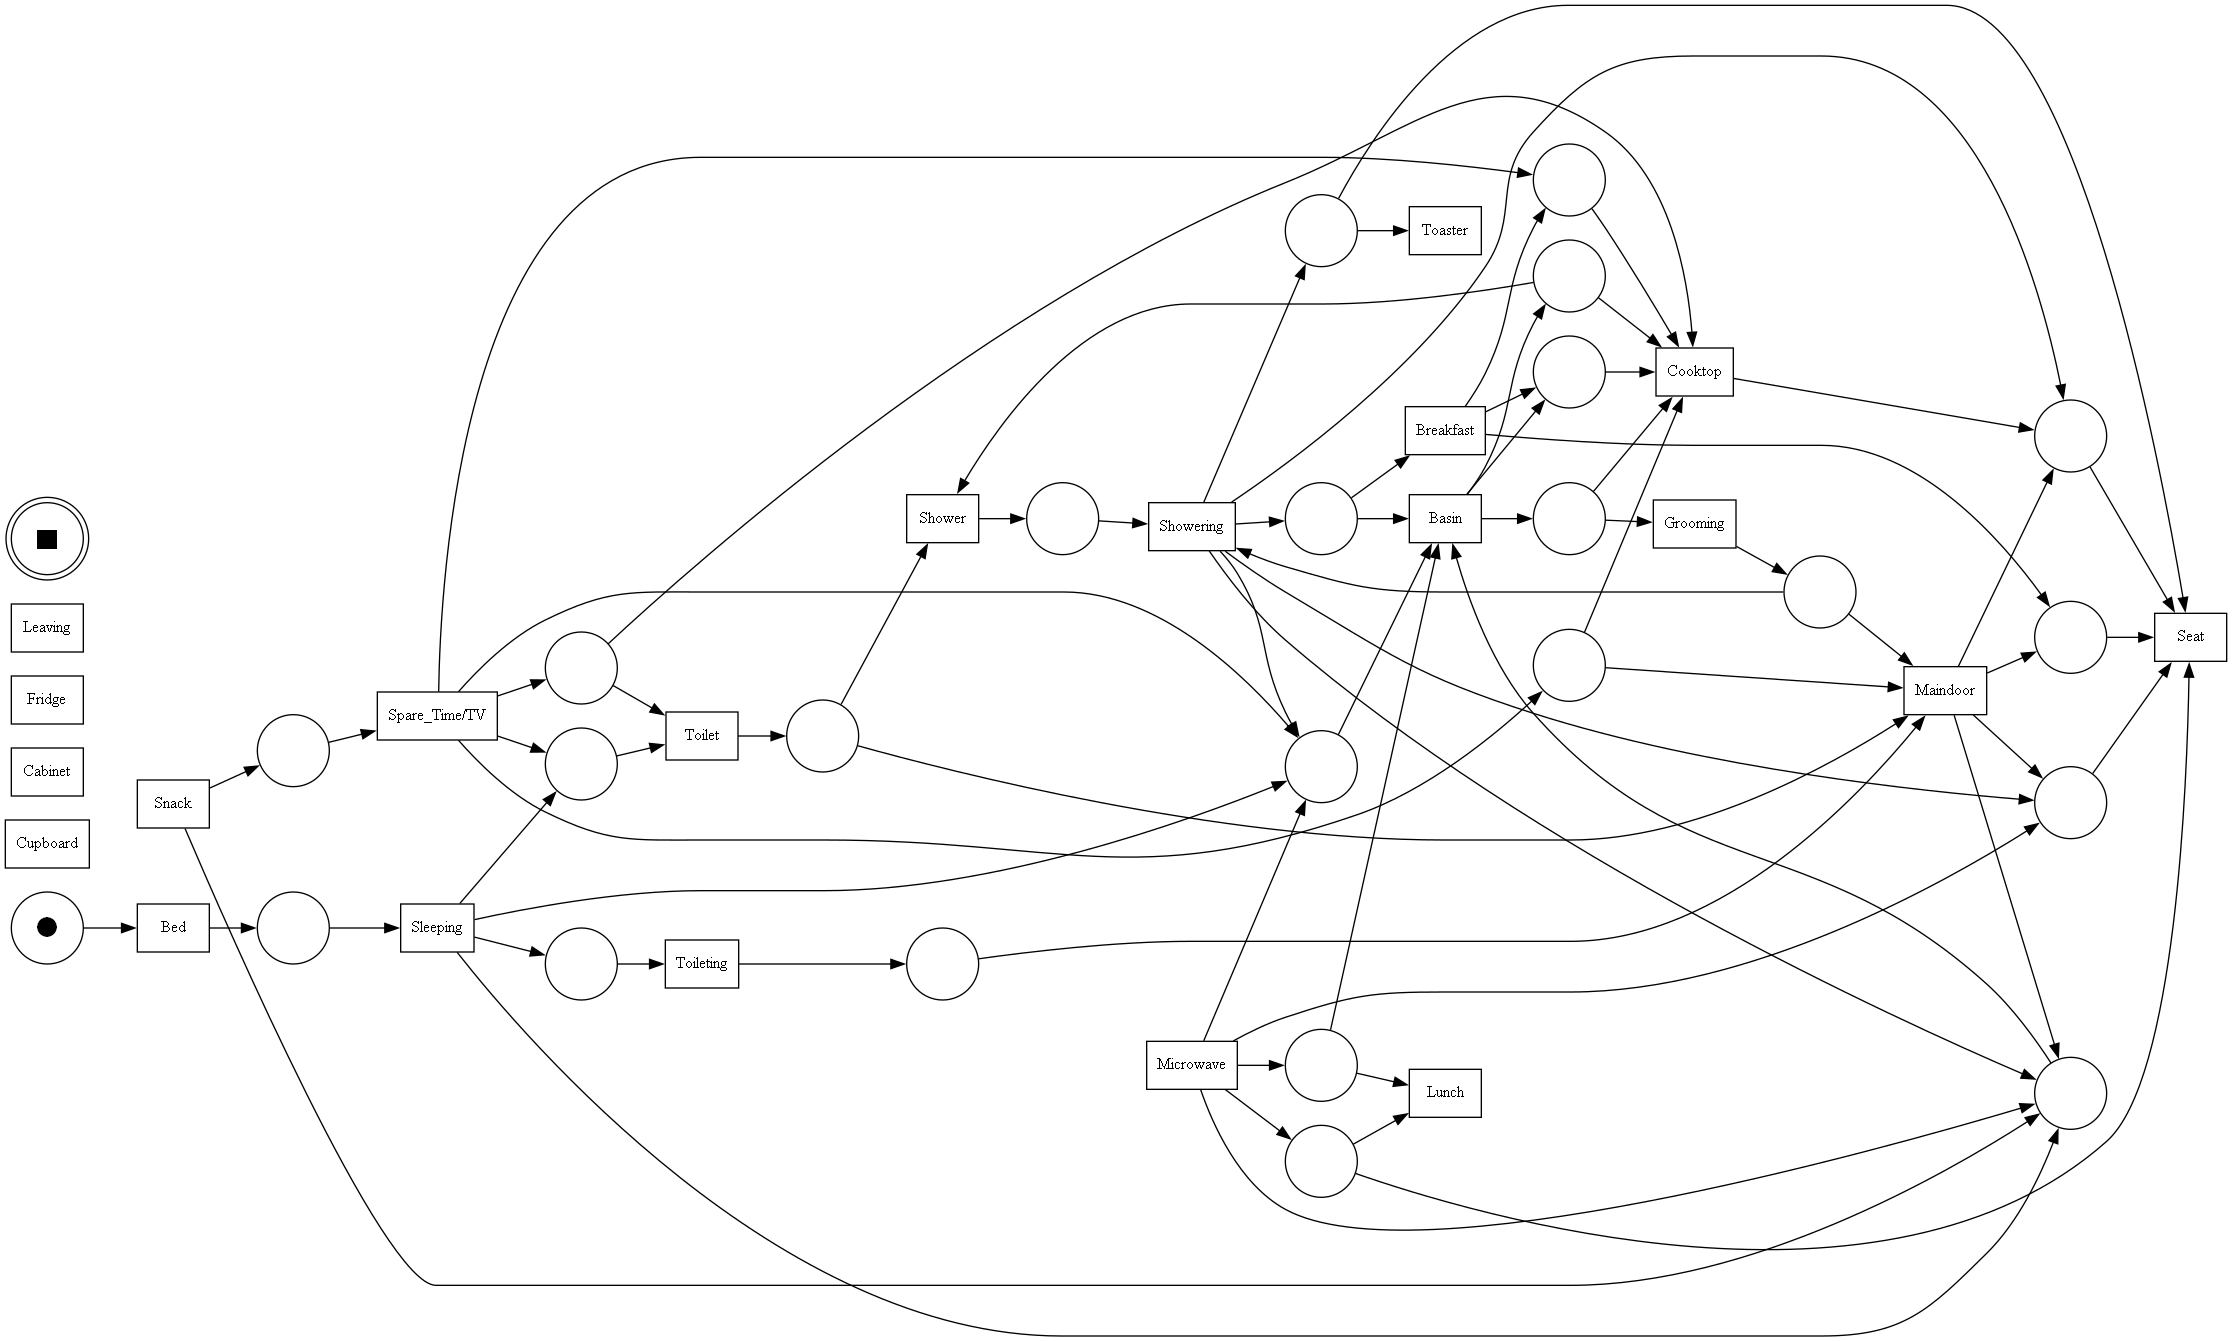 Toaster
Cooktop
Breakfast
Shower
Showering
Basin
Grooming
Leaving
Seat
Fridge
Maindoor
Spare_Time/TV
Toilet
Cabinet
Snack
Cupboard
Bed
Sleeping
Toileting
Microwave
Lunch